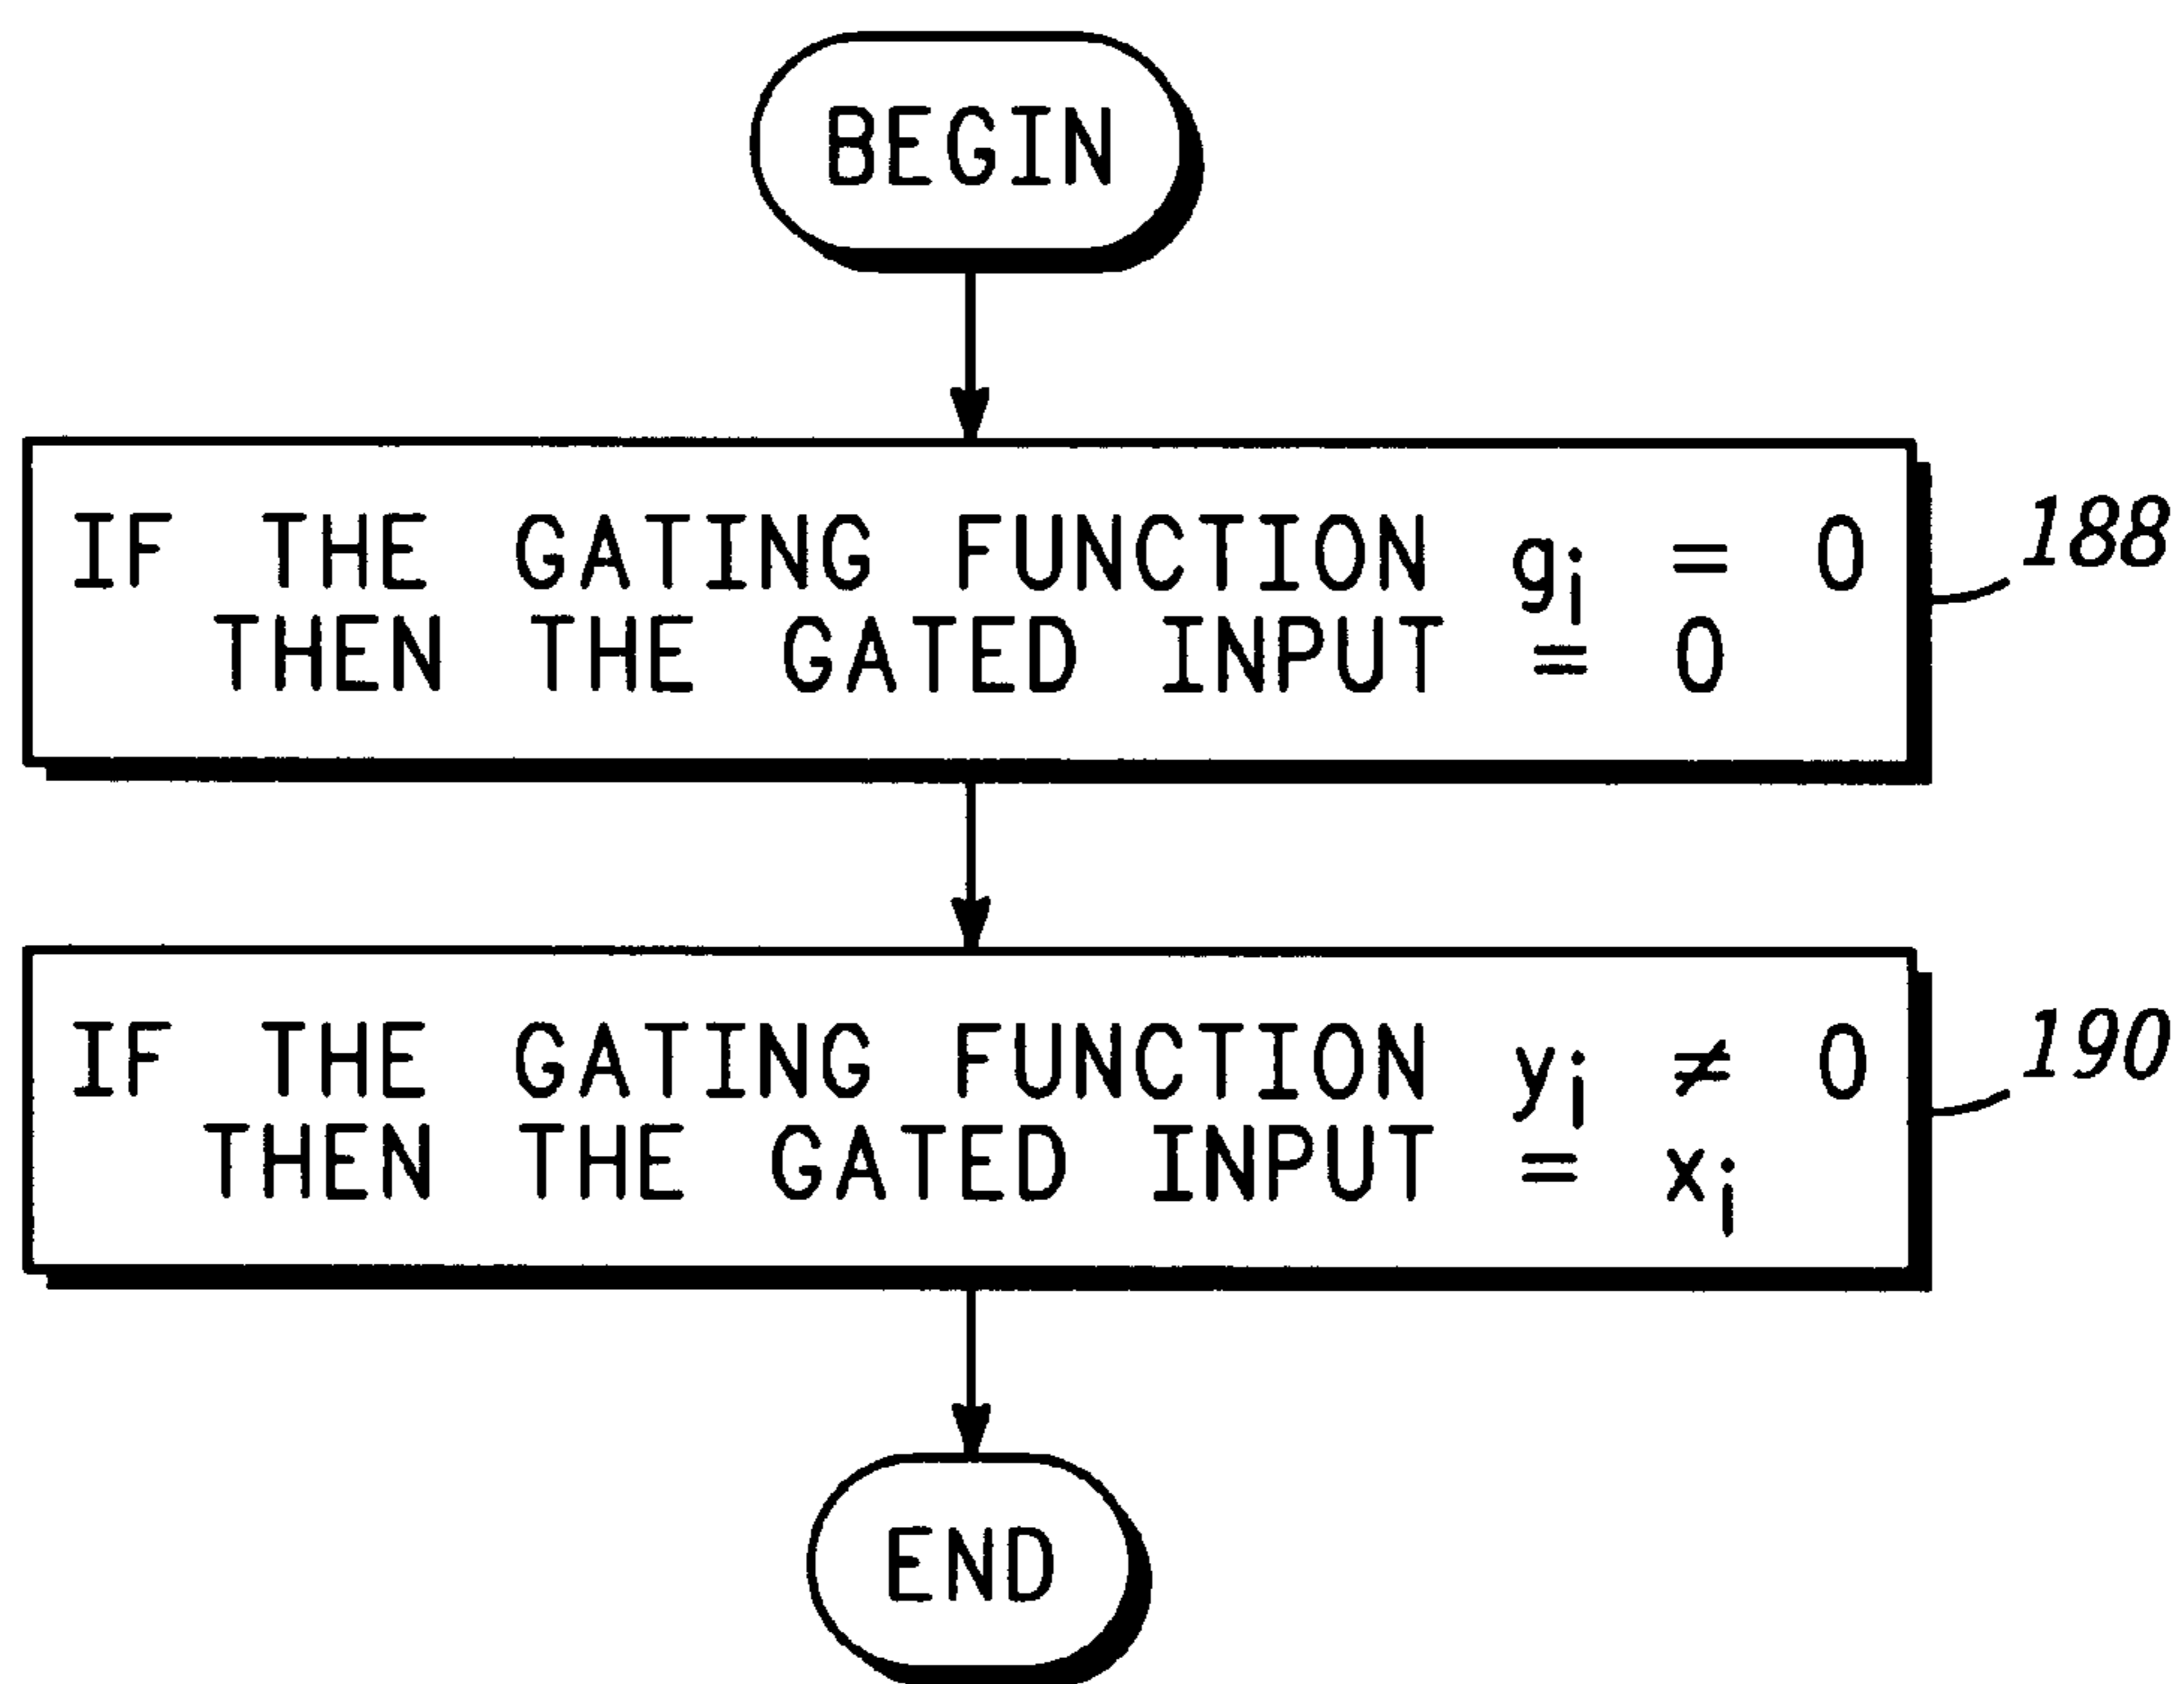 BEGIN
IF THE GATING FUNCTION gi = 0
THEN THE GATED INPUT = 0
188
IF THE GATING FUNCTION yi ≠ 0
THEN THE GATED INPUT = xi
190
END